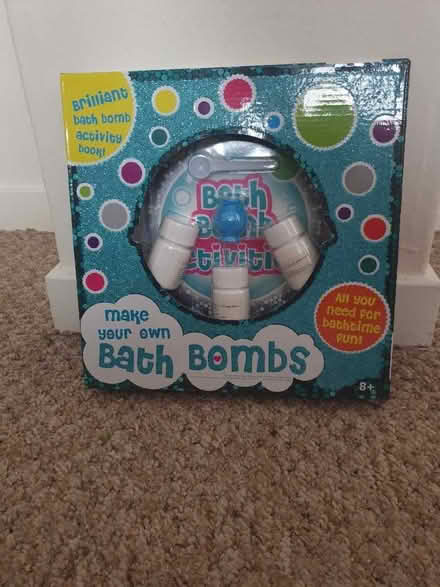 Brilliant
bath bomb
activity
book!
Bath
Bomb
Activities
make
your own
Bath Bombs
All you
need for
bathtime
fun!
8+